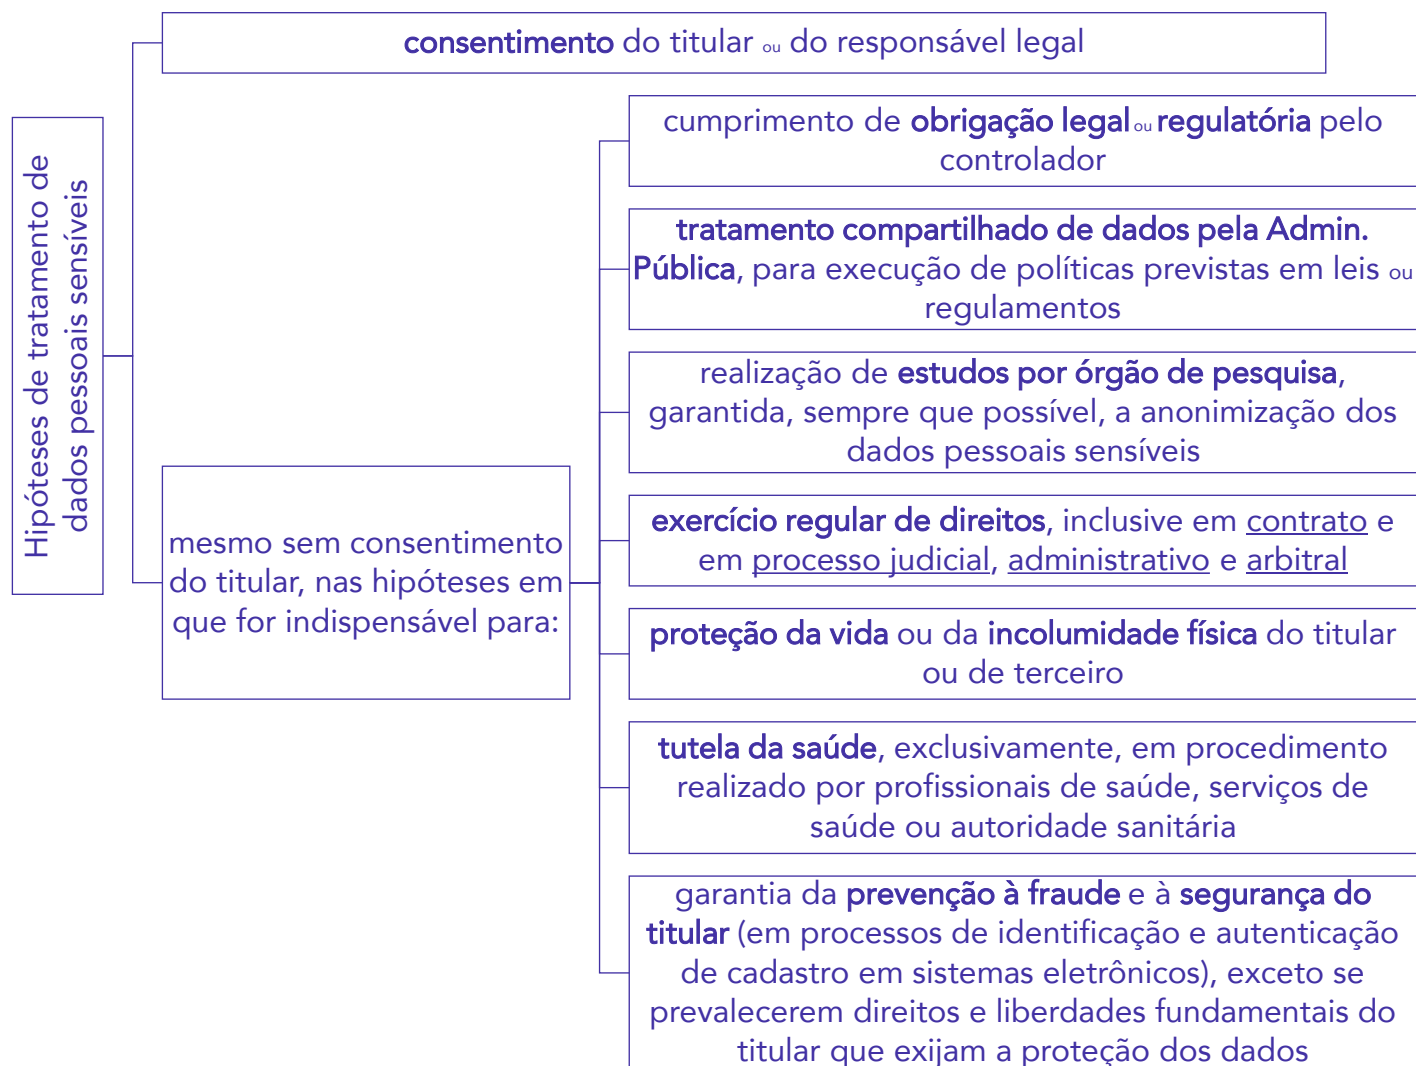 Hipóteses de tratamento de
dados pessoais sensíveis
consentimento do titular ou do responsável legal
mesmo sem consentimento
do titular, nas hipóteses em
que for indispensável para:
cumprimento de obrigação legal ou regulatória pelo
controlador
tratamento compartilhado de dados pela Admin.
Pública, para execução de políticas previstas em leis ou
regulamentos
realização de estudos por órgão de pesquisa,
garantida, sempre que possível, a anonimização dos
dados pessoais sensíveis
exercício regular de direitos, inclusive em contrato e
em processo judicial, administrativo e arbitral
proteção da vida ou da incolumidade física do titular
ou de terceiro
tutela da saúde, exclusivamente, em procedimento
realizado por profissionais de saúde, serviços de
saúde ou autoridade sanitária
garantia da prevenção à fraude e à segurança do
titular (em processos de identificação e autenticação
de cadastro em sistemas eletrônicos), exceto se
prevalecerem direitos e liberdades fundamentais do
titular que exijam a proteção dos dados